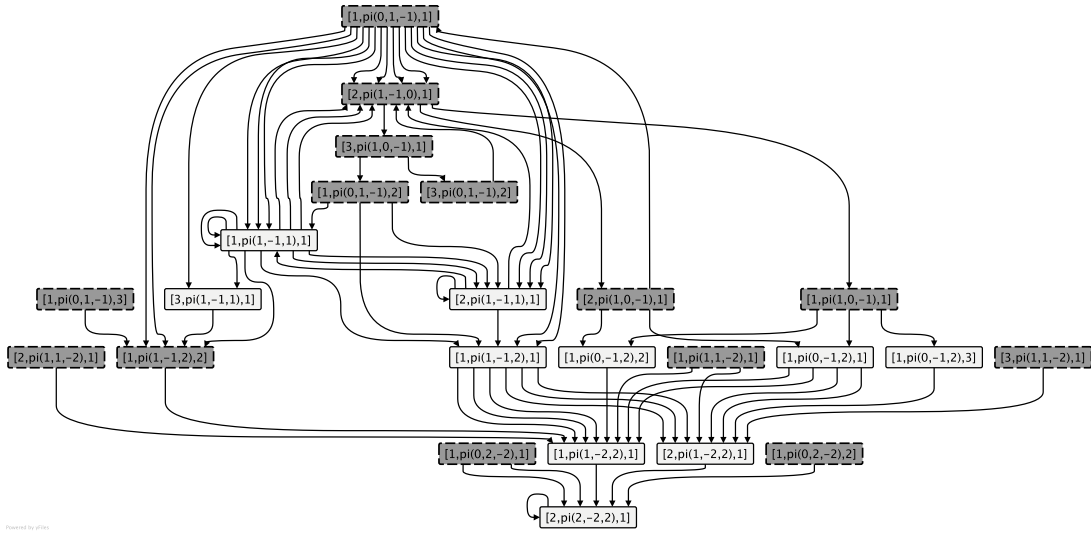 [1,pi(0,1,−1),1]
[2,pi(1,−1,0),1]
[3,pi(1,0,−1),1]
[1,pi(0,1,−1),2]
[3,pi(0,1,−1),2]
[1,pi(1,−1,1),1]
[1,pi(0,1,−1),3]
[3,pi(1,−1,1),1]
[2,pi(1,−1,1),1]
[2,pi(1,0,−1),1]
[1,pi(1,0,−1),1]
[2,pi(1,1,−2),1]
[1,pi(1,−1,2),2]
[1,pi(1,−1,2),1]
[1,pi(0,−1,2),2]
[1,pi(1,1,−2),1]
[1,pi(0,−1,2),1]
[1,pi(0,−1,2),3]
[3,pi(1,1,−2),1]
[1,pi(0,2,−2),1]
[1,pi(1,−2,2),1]
[2,pi(1,−2,2),1]
[1,pi(0,2,−2),2]
[2,pi(2,−2,2),1]
Powered by yFiles